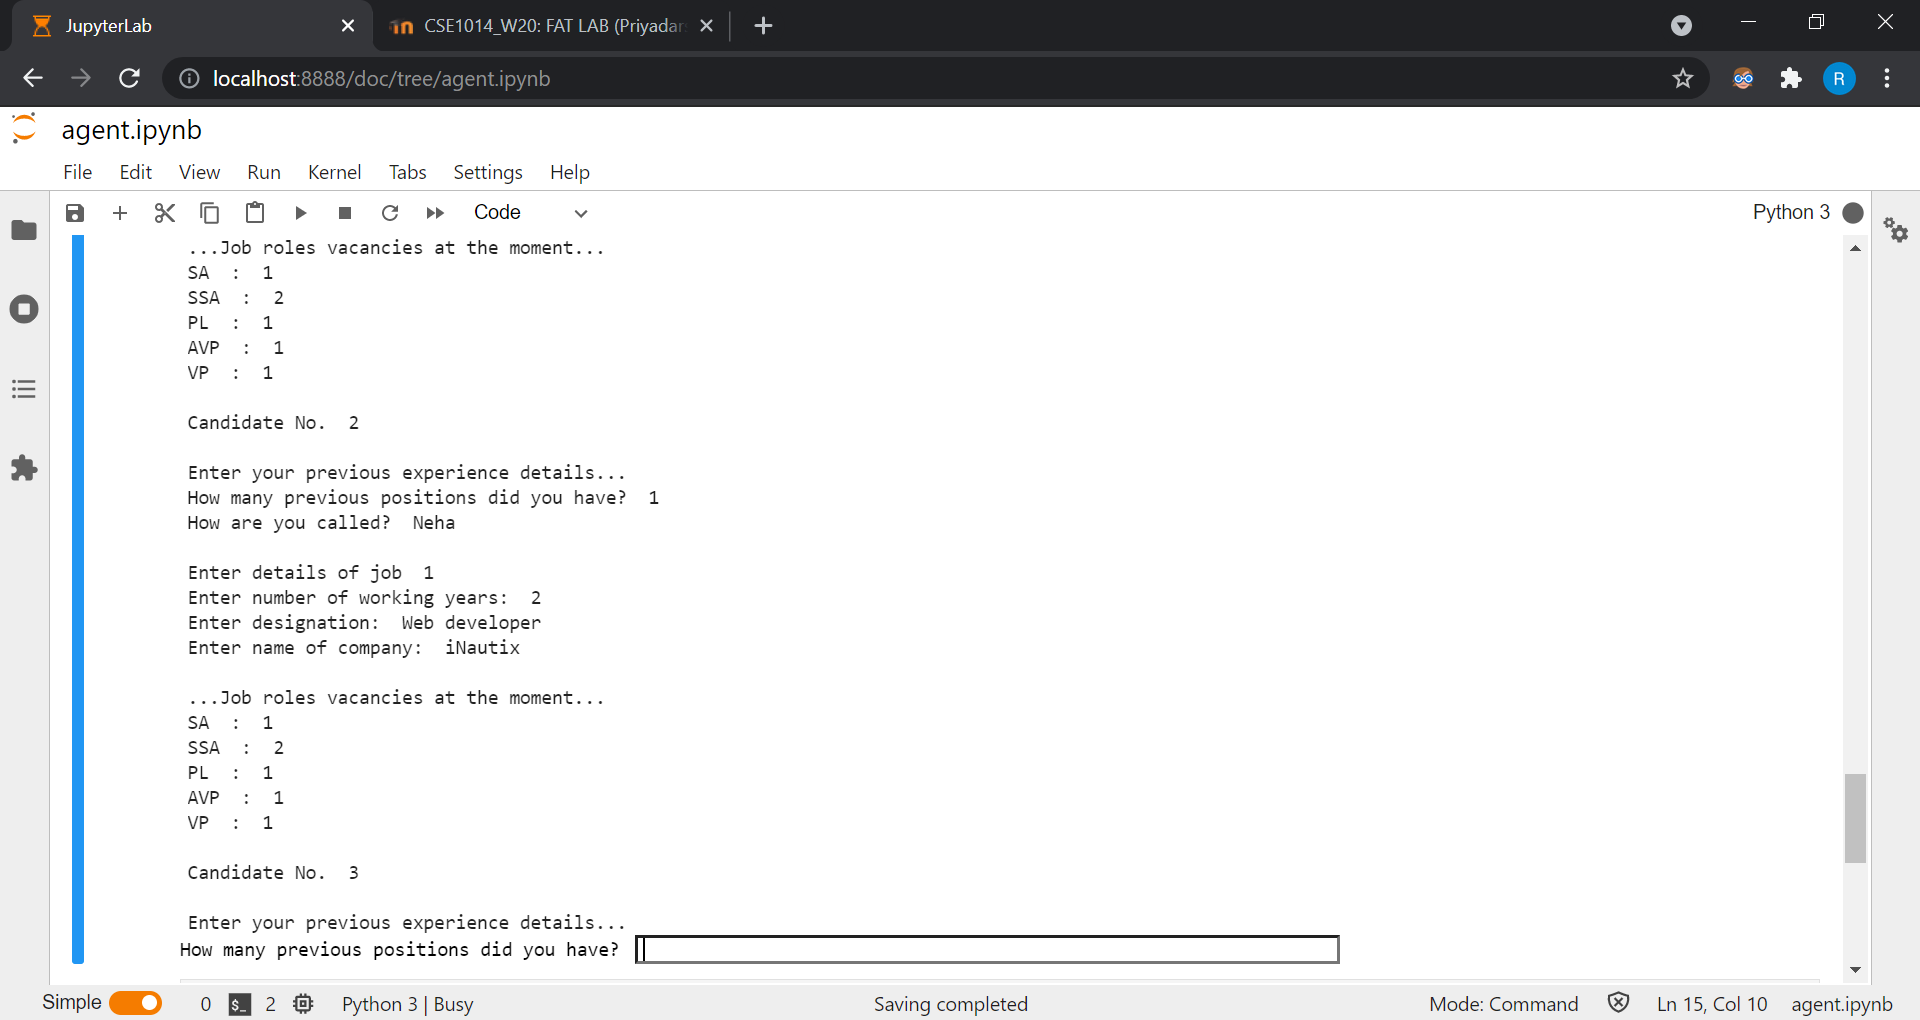 JupyterLab
CSE1014_W20: FAT LAB (Priyadar
localhost:8888/doc/tree/agent.ipynb
R
agent.ipynb
File Edit View Run Kernel Tabs Settings Help
Code
Python 3
...Job roles vacancies at the moment...
SA  :  1
SSA  :  2
PL  :  1
AVP  :  1
VP  :  1
Candidate No.  2
Enter your previous experience details...
How many previous positions did you have?  1
How are you called?  Neha
Enter details of job  1
Enter number of working years:  2
Enter designation:  Web developer
Enter name of company:  iNautix
...Job roles vacancies at the moment...
SA  :  1
SSA  :  2
PL  :  1
AVP  :  1
VP  :  1
Candidate No.  3
Enter your previous experience details...
How many previous positions did you have?
Simple 0 $_ 2 Python 3 | Busy Saving completed Mode: Command Ln 15, Col 10 agent.ipynb